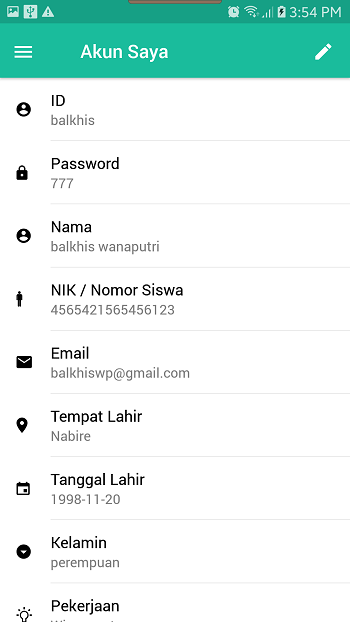 3:54 PM
Akun Saya
ID
balkhis
Password
777
Nama
balkhis wanaputri
NIK / Nomor Siswa
4565421565456123
Email
balkhiswp@gmail.com
Tempat Lahir
Nabire
Tanggal Lahir
1998-11-20
Kelamin
perempuan
Pekerjaan